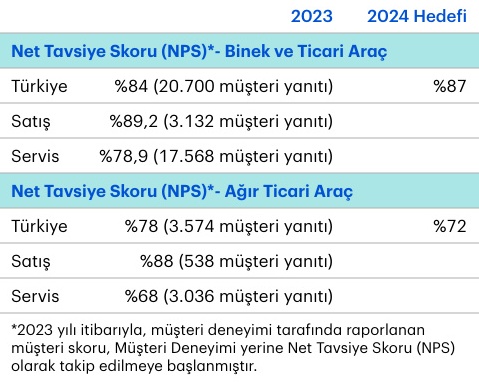 2023 2024 Hedefi
Net Tavsiye Skoru (NPS)*- Binek ve Ticari Araç
Türkiye %84 (20.700 müşteri yanıtı) %87
Satış %89,2 (3.132 müşteri yanıtı)
Servis %78,9 (17.568 müşteri yanıtı)
Net Tavsiye Skoru (NPS)*- Ağır Ticari Araç
Türkiye %78 (3.574 müşteri yanıtı) %72
Satış %88 (538 müşteri yanıtı)
Servis %68 (3.036 müşteri yanıtı)
*2023 yılı itibarıyla, müşteri deneyimi tarafında raporlanan
müşteri skoru, Müşteri Deneyimi yerine Net Tavsiye Skoru (NPS)
olarak takip edilmeye başlanmıştır.